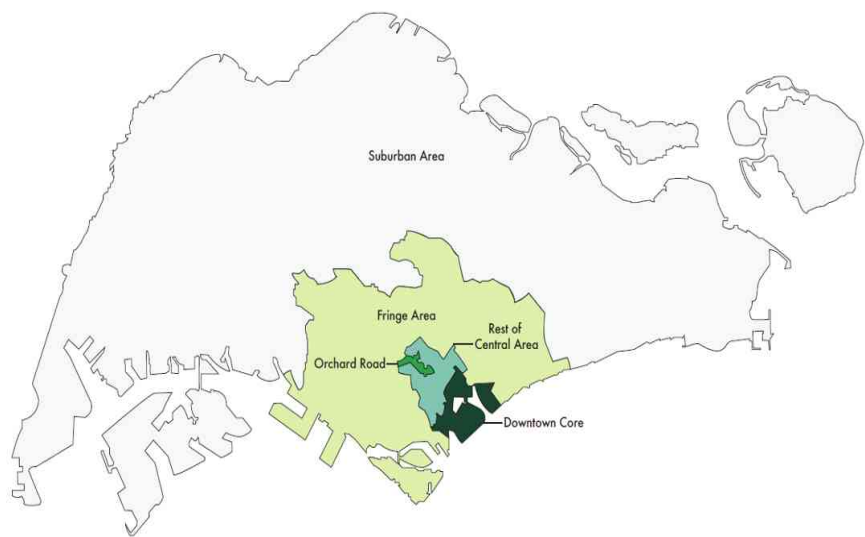 Suburban Area
Fringe Area
Rest of
Central Area
Orchard Road
Downtown Core